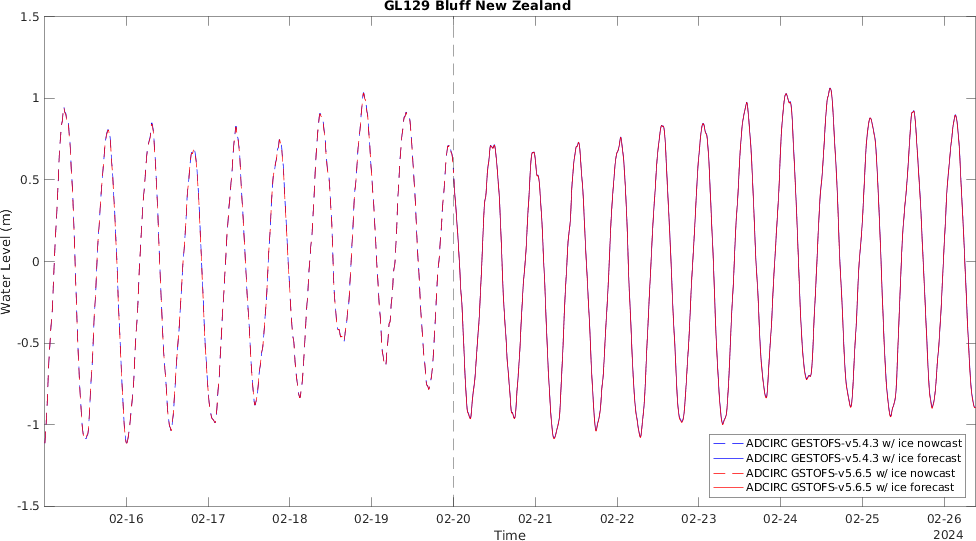 GL129 Bluff New Zealand
1.5
1
0.5
0
-0.5
-1
-1.5
Water Level (m)
02-16
02-17
02-18
02-19
02-20
02-21
02-22
02-23
02-24
02-25
02-26
Time
2024
ADCIRC GESTOFS-v5.4.3 w/ ice nowcast
ADCIRC GESTOFS-v5.4.3 w/ ice forecast
ADCIRC GSTOFS-v5.6.5 w/ ice nowcast
ADCIRC GSTOFS-v5.6.5 w/ ice forecast